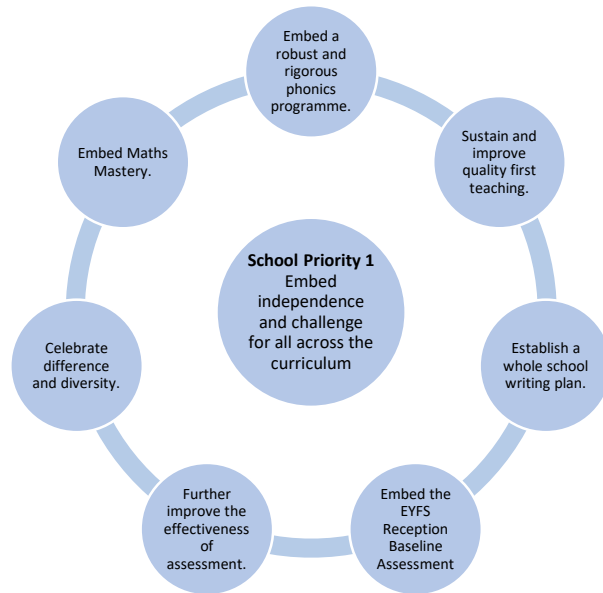 Embed a
robust and
rigorous phonics
programme.
Sustain and
improve
quality first
teaching.
Establish a
whole school
writing plan.
Embed the
EYFS
Reception
Baseline
Assessment
Further
improve the
effectiveness
of
assessment.
Celebrate
difference
and diversity.
Embed Maths
Mastery.
School Priority 1
Embed
independence
and challenge
for all across the
curriculum